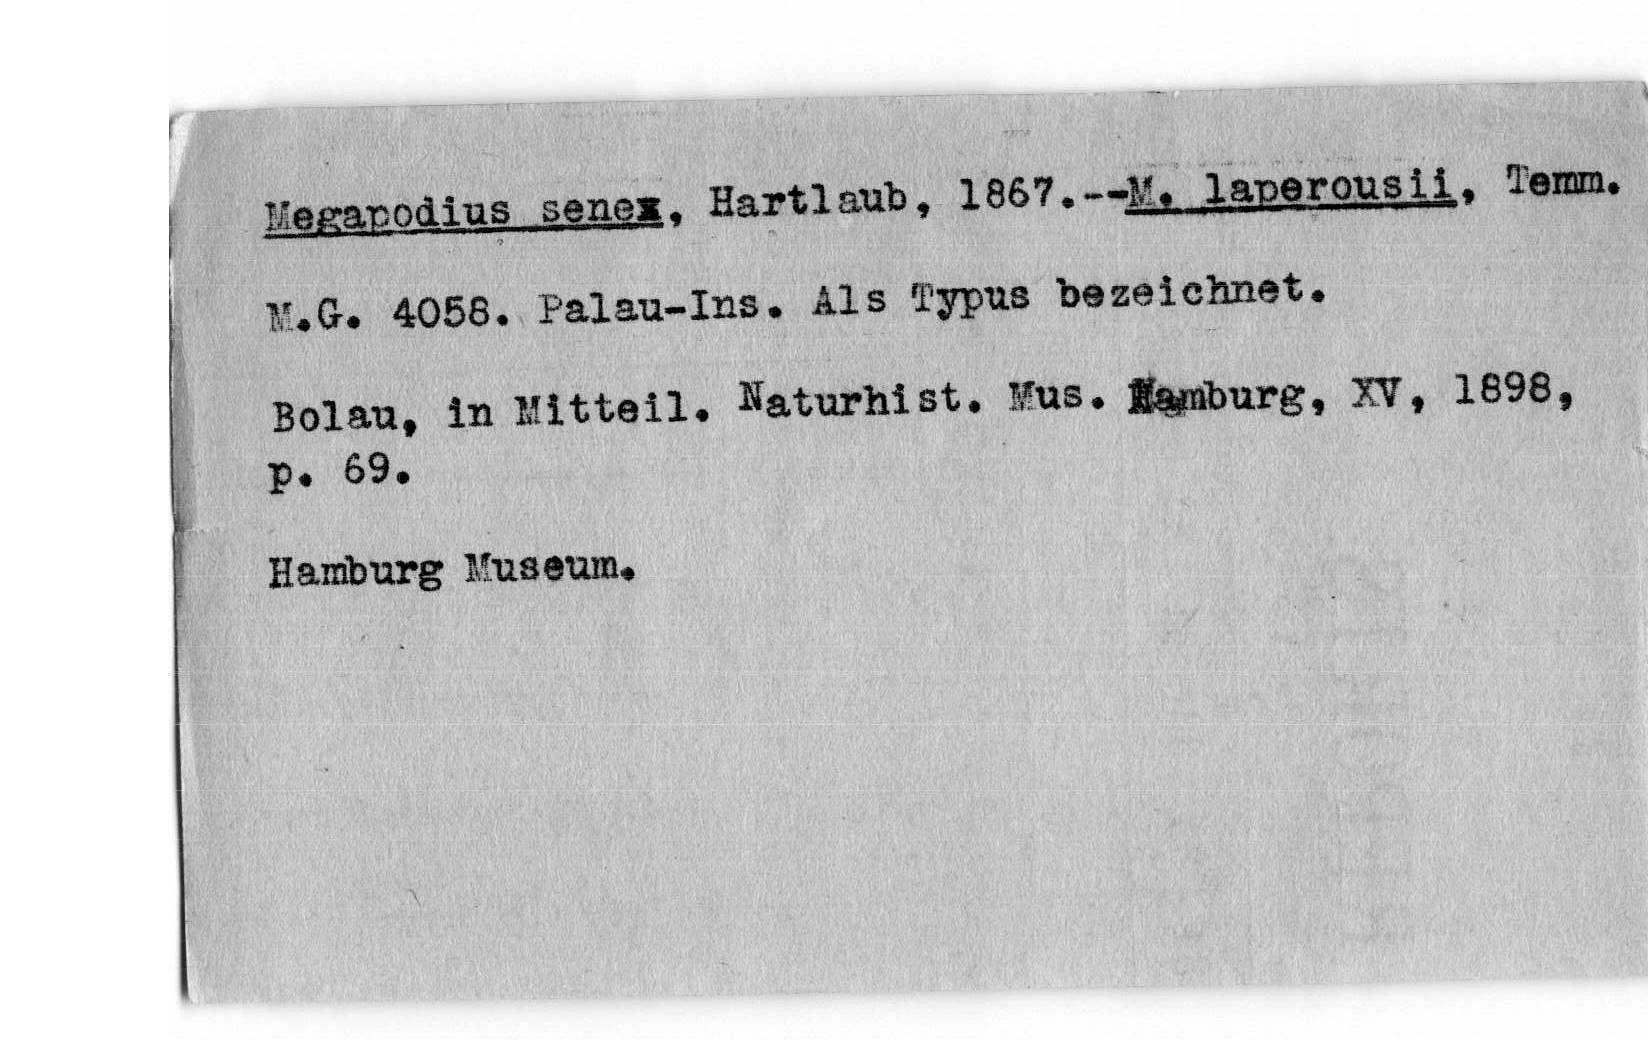 Megapodius senex, Hartlaub, 1867.--M. laperousii, Temm.
M.G. 4058. Palau-Ins. Als Typus bezeichnet.
Bolau, in Mitteil. Naturhist. Mus. Hamburg, XV, 1898,
p. 69.
Hamburg Museum.